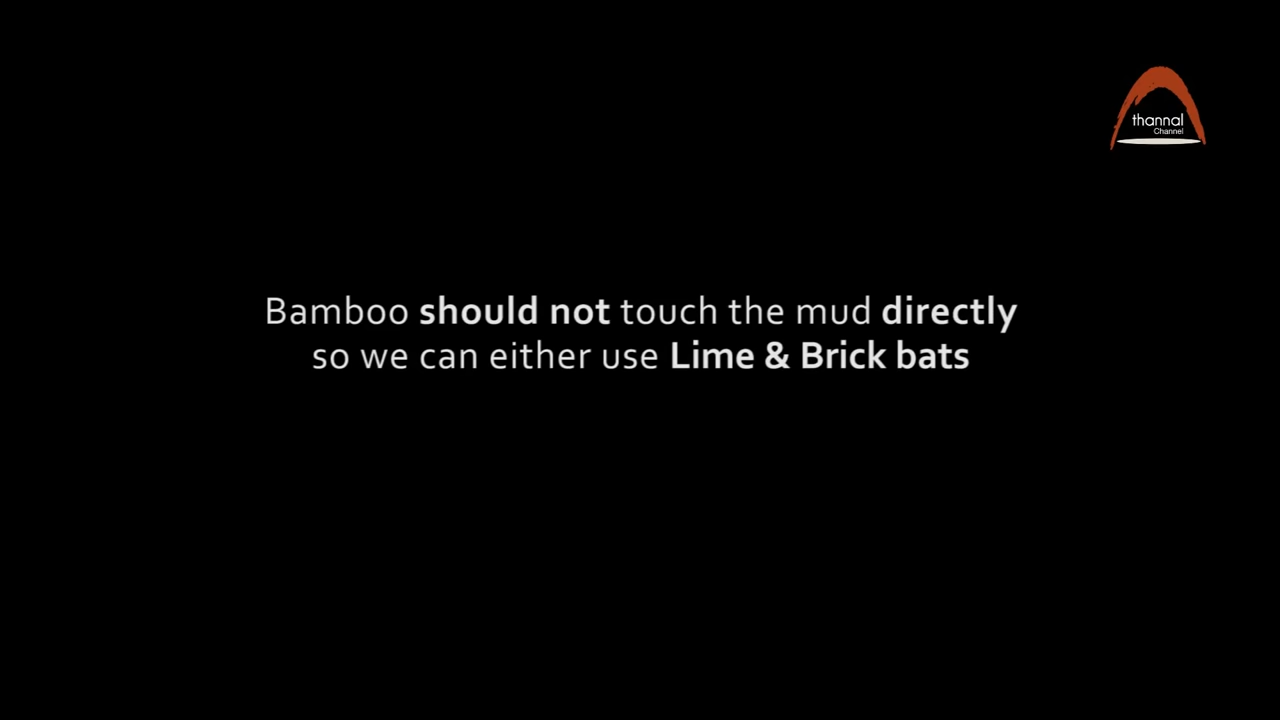 thannal
Channel
Bamboo should not touch the mud directly
so we can either use Lime & Brick bats